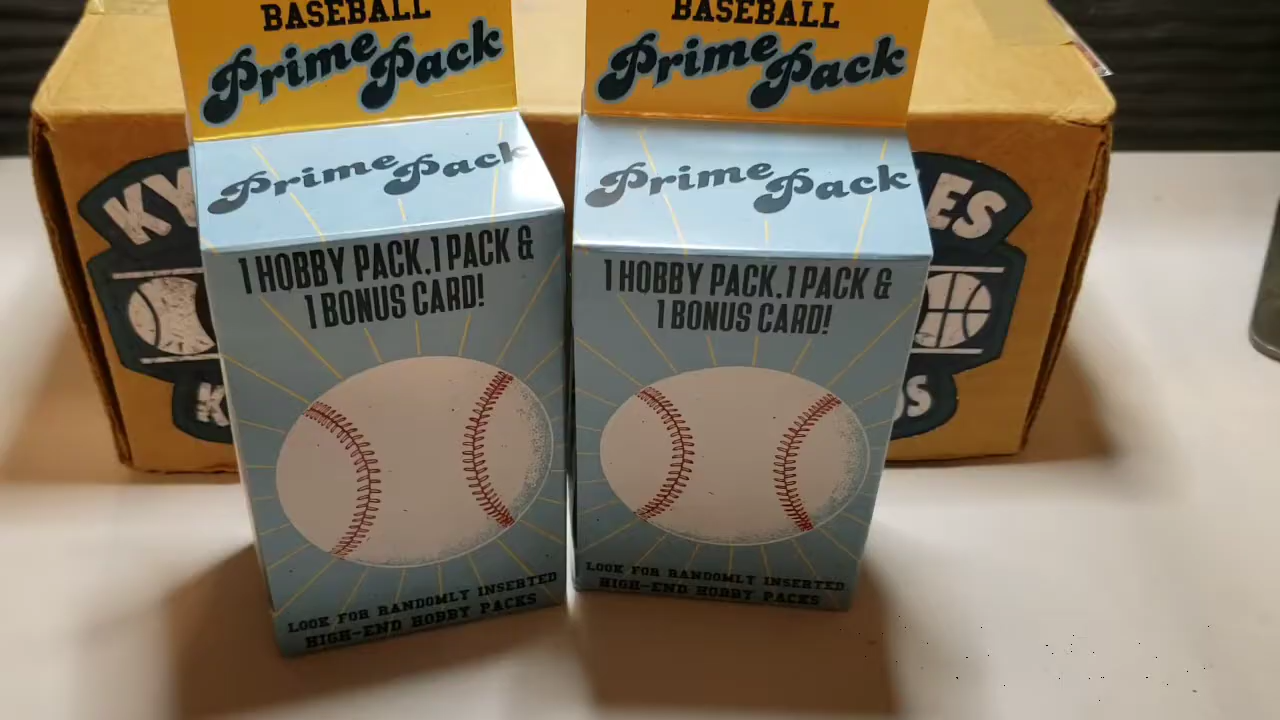 BASEBALL
Prime Pack
Prime Pack
1 HOBBY PACK.1 PACK &
1 BONUS CARD!
LOOK FOR RANDOMLY INSERTED
HIGH-END HOBBY PACKS
BASEBALL
Prime Pack
Prime Pack
1 HOBBY PACK.1 PACK &
1 BONUS CARD!
LOOK FOR RANDOMLY INSERTED
HIGH-END HOBBY PACKS